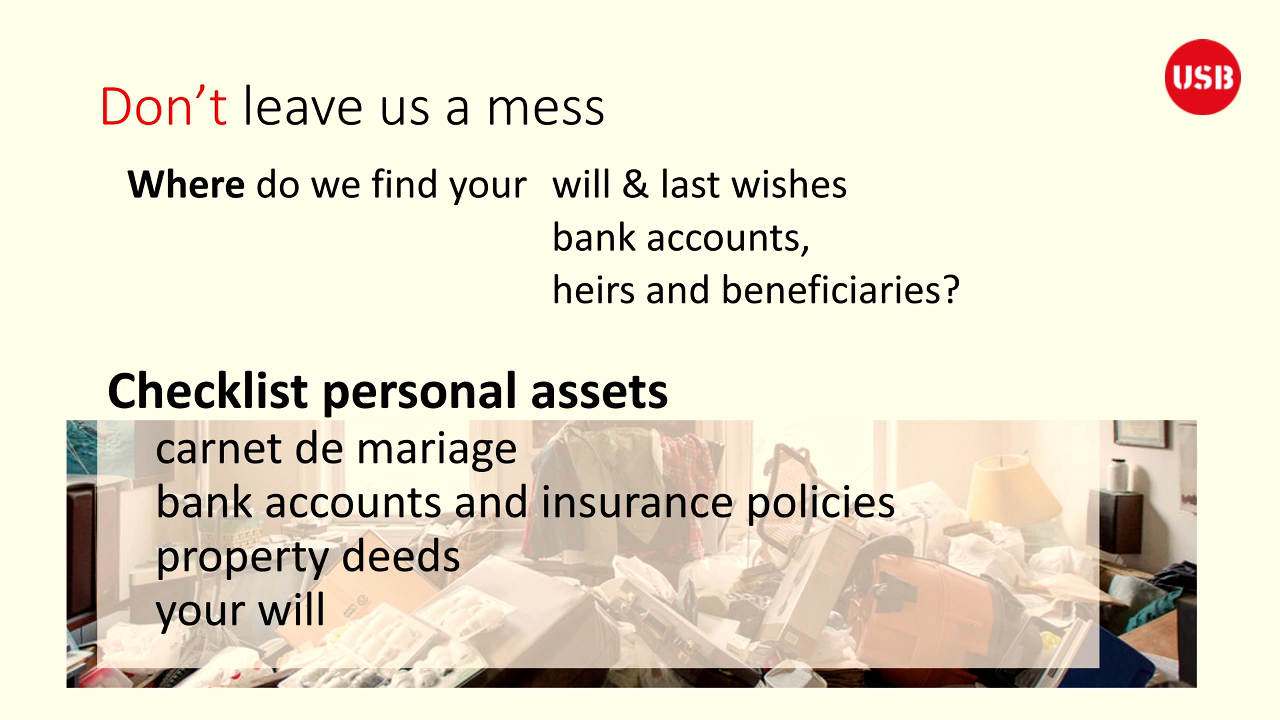 USB
Don’t leave us a mess
Where do we find your will & last wishes
bank accounts,
heirs and beneficiaries?
Checklist personal assets
carnet de mariage
bank accounts and insurance policies
property deeds
your will